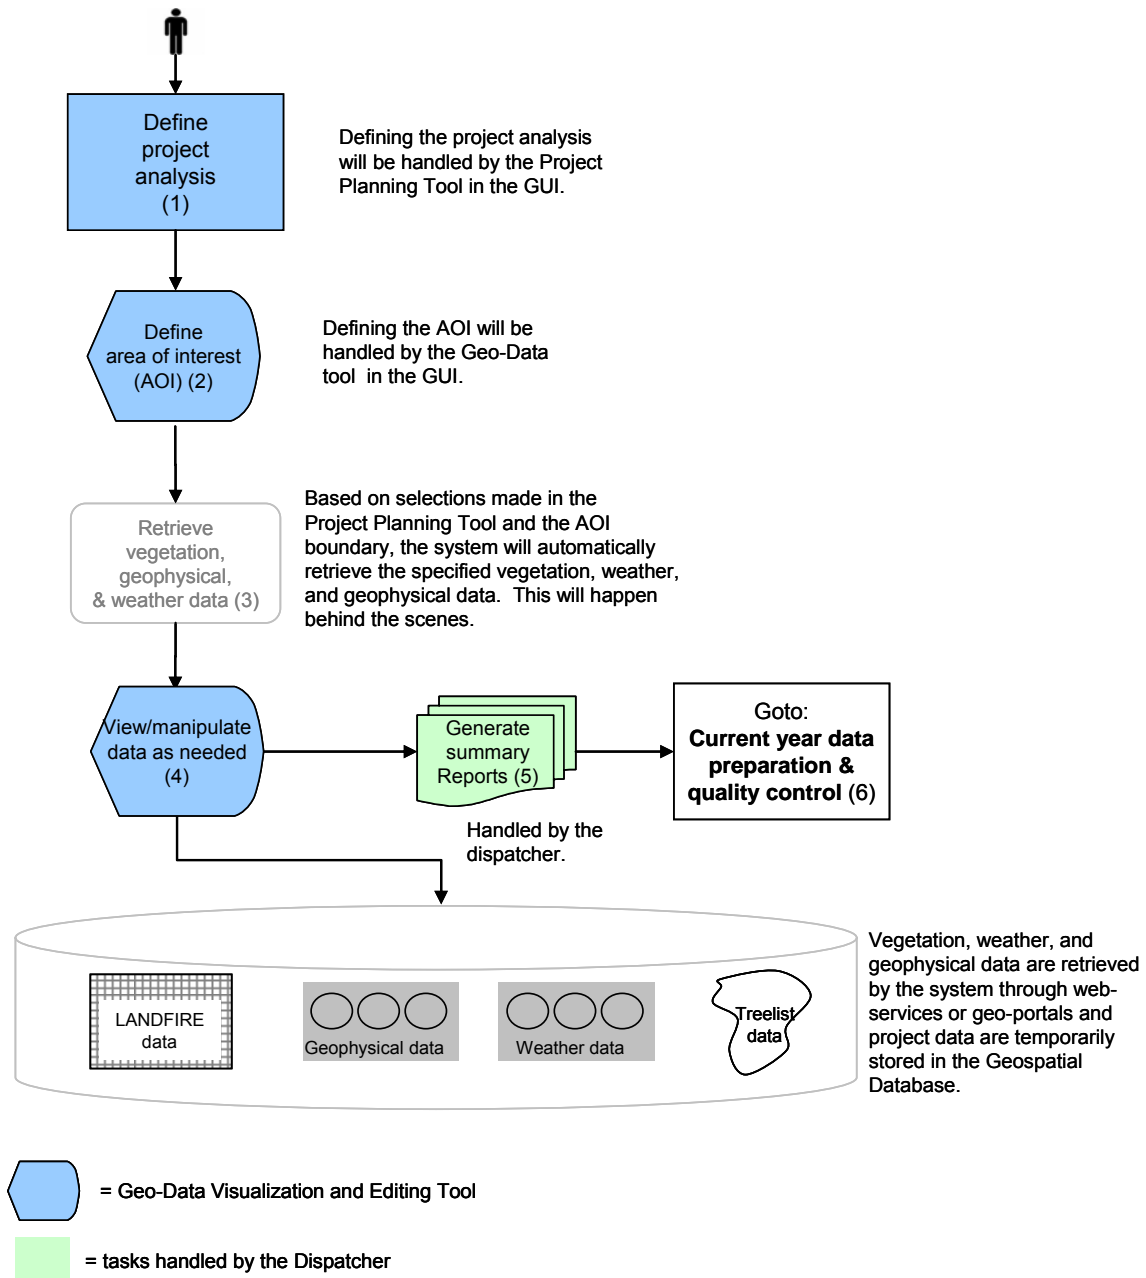 Define
project
analysis
(1)
Defining the project analysis
will be handled by the Project
Planning Tool in the GUI.
Define
area of interest
(AOI) (2)
Defining the AOI will be
handled by the Geo-Data
tool in the GUI.
Retrieve
vegetation,
geophysical,
& weather data (3)
Based on selections made in the
Project Planning Tool and the AOI
boundary, the system will automatically
retrieve the specified vegetation, weather,
and geophysical data. This will happen
behind the scenes.
View/manipulate
data as needed
(4)
Generate
summary
Reports (5)
Goto:
Current year data
preparation &
quality control (6)
Handled by the
dispatcher.
LANDFIRE
data
Geophysical data
Weather data
Treelist
data
Vegetation, weather, and
geophysical data are retrieved
by the system through web-
services or geo-portals and
project data are temporarily
stored in the Geospatial
Database.
= Geo-Data Visualization and Editing Tool
= tasks handled by the Dispatcher